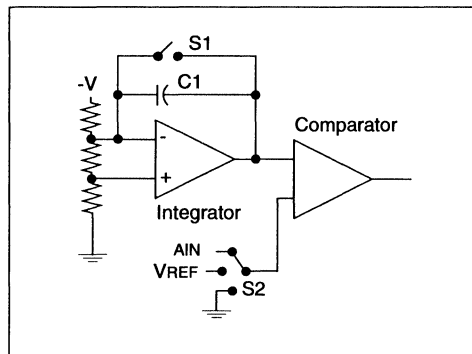 S1
C1
-V
Comparator
-
+
Integrator
AIN
VREF
S2